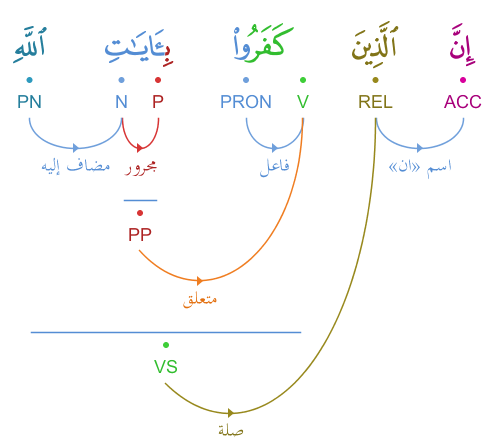 إِنَّ ٱلَّذِينَ كَفَرُوا۟ بِـَٔايَـٰتِ ٱللَّهِ
ACC REL V PRON P N PN
اسم «ان» فاعل مجرور مضاف إليه
PP
متعلق
VS
صلة